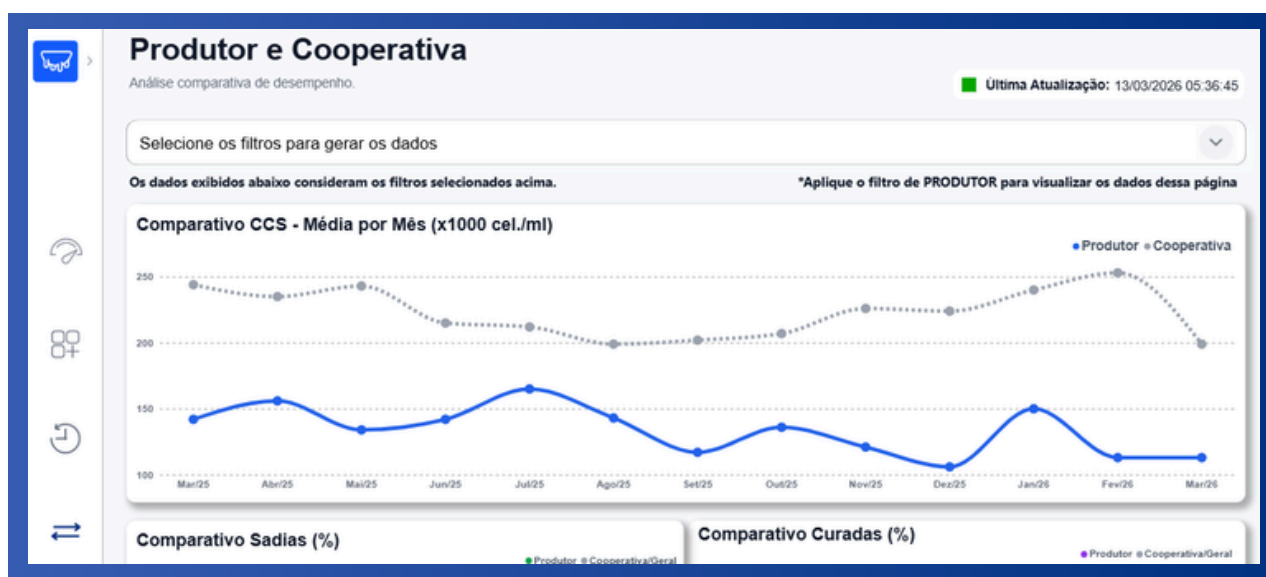 Produtor e Cooperativa
Análise comparativa de desempenho.
Última Atualização: 13/03/2026 05:36:45
Selecione os filtros para gerar os dados
Os dados exibidos abaixo consideram os filtros selecionados acima.
*Aplique o filtro de PRODUTOR para visualizar os dados dessa página
Comparativo CCS - Média por Mês (x1000 cel./ml)
Produtor Cooperativa
250
200
150
100
Mar/25 Abr/25 Mai/25 Jun/25 Jul/25 Ago/25 Set/25 Out/25 Nov/25 Dez/25 Jan/26 Fev/26 Mar/26
Comparativo Sadias (%)
Produtor Cooperativa/Geral
Comparativo Curadas (%)
Produtor Cooperativa/Geral